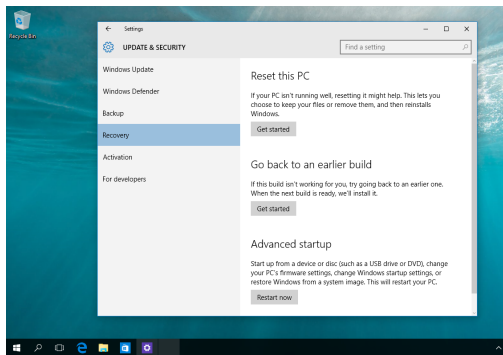 Recycle Bin
Settings
UPDATE & SECURITY
Find a setting
Windows Update
Windows Defender
Backup
Recovery
Activation
For developers
Reset this PC
If your PC isn't running well, resetting it might help. This lets you
choose to keep your files or remove them, and then reinstalls
Windows.
Get started
Go back to an earlier build
If this build isn't working for you, try going back to an earlier one.
When the next build is ready, we'll install it.
Get started
Advanced startup
Start up from a device or disc (such as a USB drive or DVD), change
your PC's firmware settings, change Windows startup settings, or
restore Windows from a system image. This will restart your PC.
Restart now